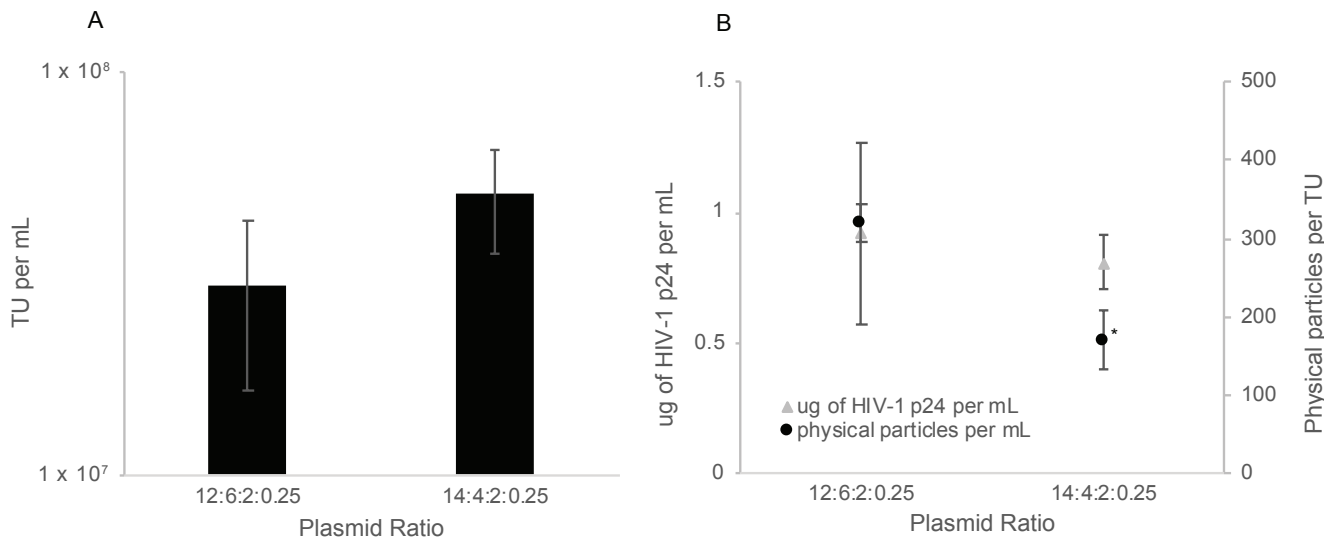 A
1 x 10⁸
TU per mL
1 x 10⁷
12:6:2:0.25
14:4:2:0.25
Plasmid Ratio
B
1.5
1
0.5
0
ug of HIV-1 p24 per mL
500
400
300
200
100
0
Physical particles per TU
*
ug of HIV-1 p24 per mL
physical particles per mL
12:6:2:0.25
14:4:2:0.25
Plasmid Ratio